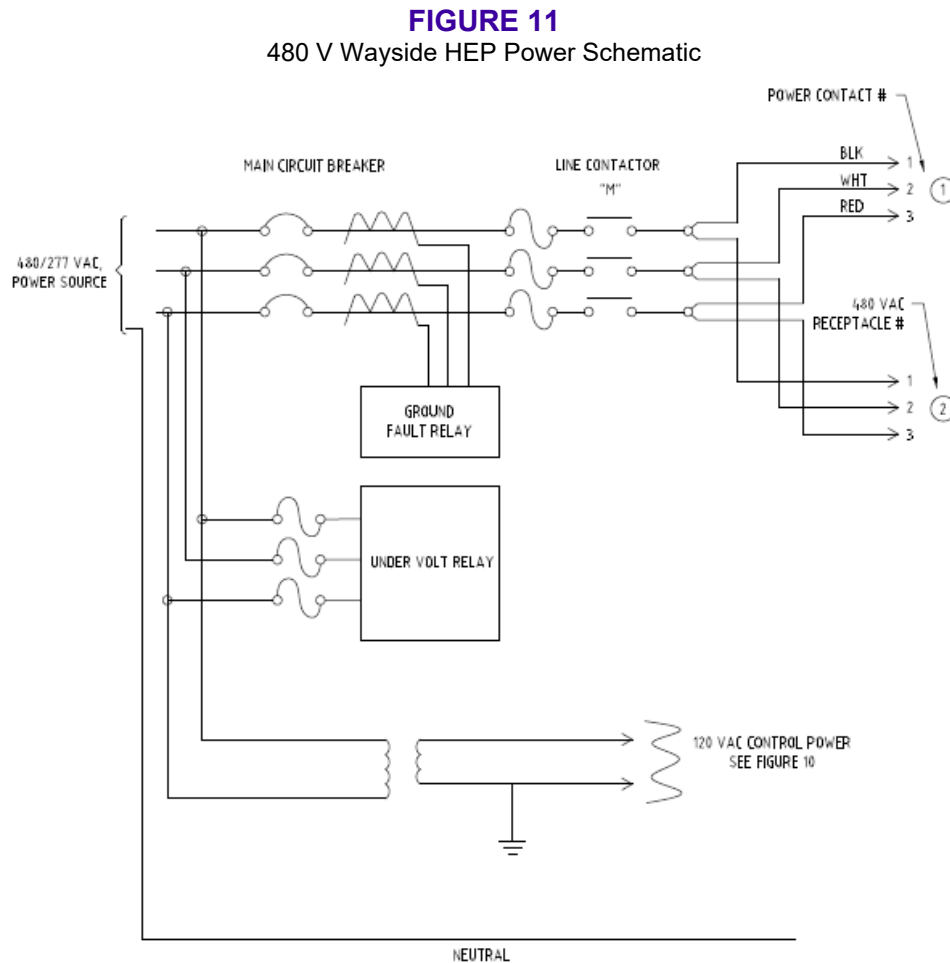 FIGURE 11
480 V Wayside HEP Power Schematic
POWER CONTACT #
MAIN CIRCUIT BREAKER
LINE CONTACTOR
"M"
BLK
1
WHT
2
1
RED
3
480/277 VAC,
POWER SOURCE
480 VAC
RECEPTACLE #
1
2
2
3
GROUND
FAULT RELAY
UNDER VOLT RELAY
120 VAC CONTROL POWER
SEE FIGURE 10
NEUTRAL